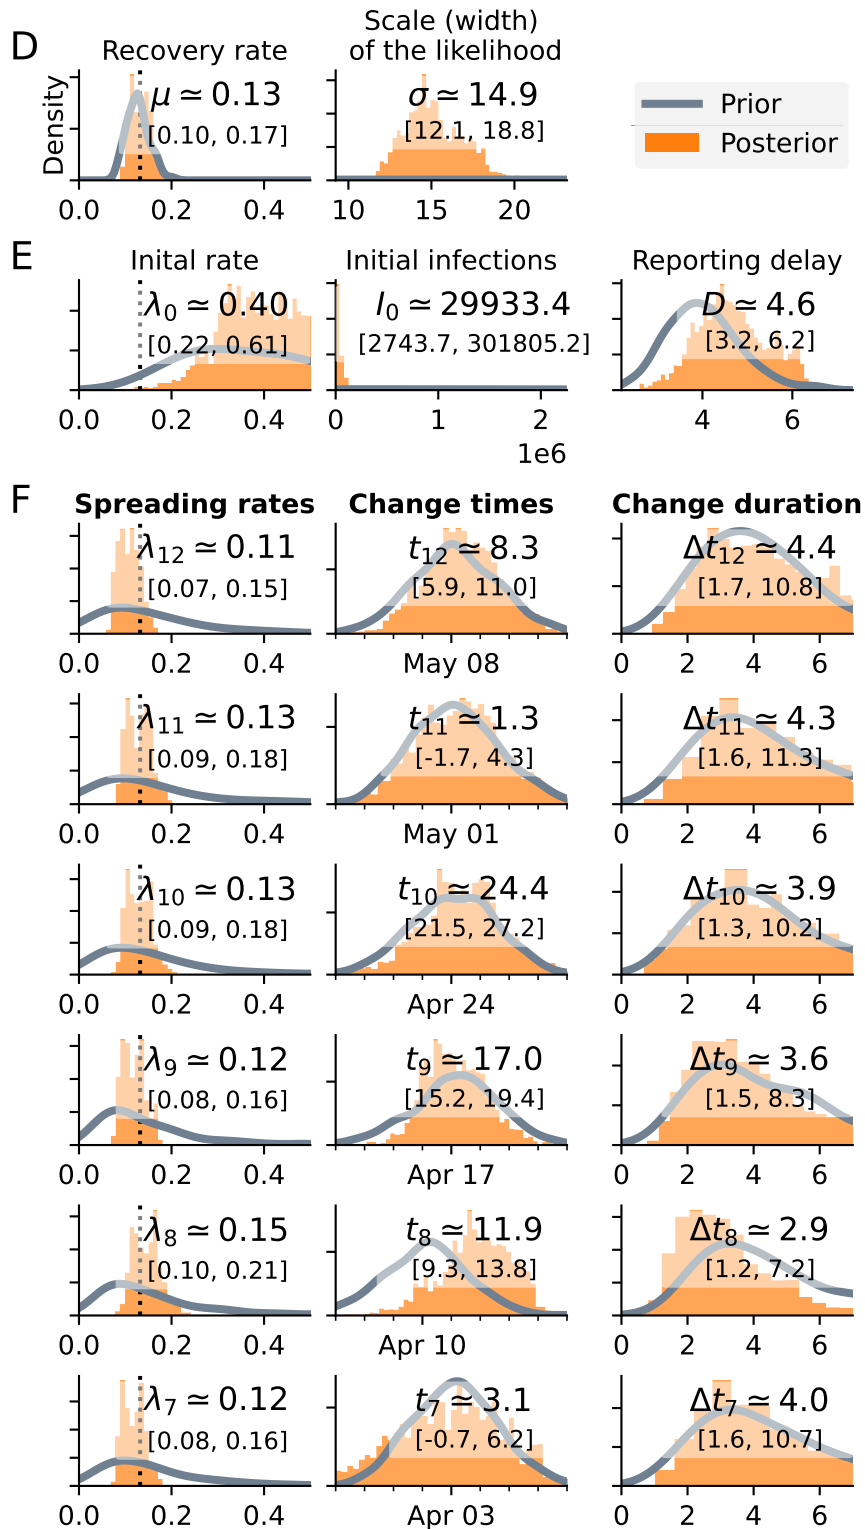 D
Recovery rate
Scale (width)
of the likelihood
Density
μ ≃ 0.13
[0.10, 0.17]
0.0 0.2 0.4
σ ≃ 14.9
[12.1, 18.8]
10 15 20
Prior
Posterior
E
Inital rate
λ0 ≃ 0.40
[0.22, 0.61]
0.0 0.2 0.4
Initial infections
I0 ≃ 29933.4
[2743.7, 301805.2]
0 1 2
1e6
Reporting delay
D ≃ 4.6
[3.2, 6.2]
4 6
F
Spreading rates Change times Change duration
λ12 ≃ 0.11
[0.07, 0.15]
0.0 0.2 0.4
t12 ≃ 8.3
[5.9, 11.0]
May 08
Δt12 ≃ 4.4
[1.7, 10.8]
0 2 4 6
λ11 ≃ 0.13
[0.09, 0.18]
0.0 0.2 0.4
t11 ≃ 1.3
[-1.7, 4.3]
May 01
Δt11 ≃ 4.3
[1.6, 11.3]
0 2 4 6
λ10 ≃ 0.13
[0.09, 0.18]
0.0 0.2 0.4
t10 ≃ 24.4
[21.5, 27.2]
Apr 24
Δt10 ≃ 3.9
[1.3, 10.2]
0 2 4 6
λ9 ≃ 0.12
[0.08, 0.16]
0.0 0.2 0.4
t9 ≃ 17.0
[15.2, 19.4]
Apr 17
Δt9 ≃ 3.6
[1.5, 8.3]
0 2 4 6
λ8 ≃ 0.15
[0.10, 0.21]
0.0 0.2 0.4
t8 ≃ 11.9
[9.3, 13.8]
Apr 10
Δt8 ≃ 2.9
[1.2, 7.2]
0 2 4 6
λ7 ≃ 0.12
[0.08, 0.16]
0.0 0.2 0.4
t7 ≃ 3.1
[-0.7, 6.2]
Apr 03
Δt7 ≃ 4.0
[1.6, 10.7]
0 2 4 6